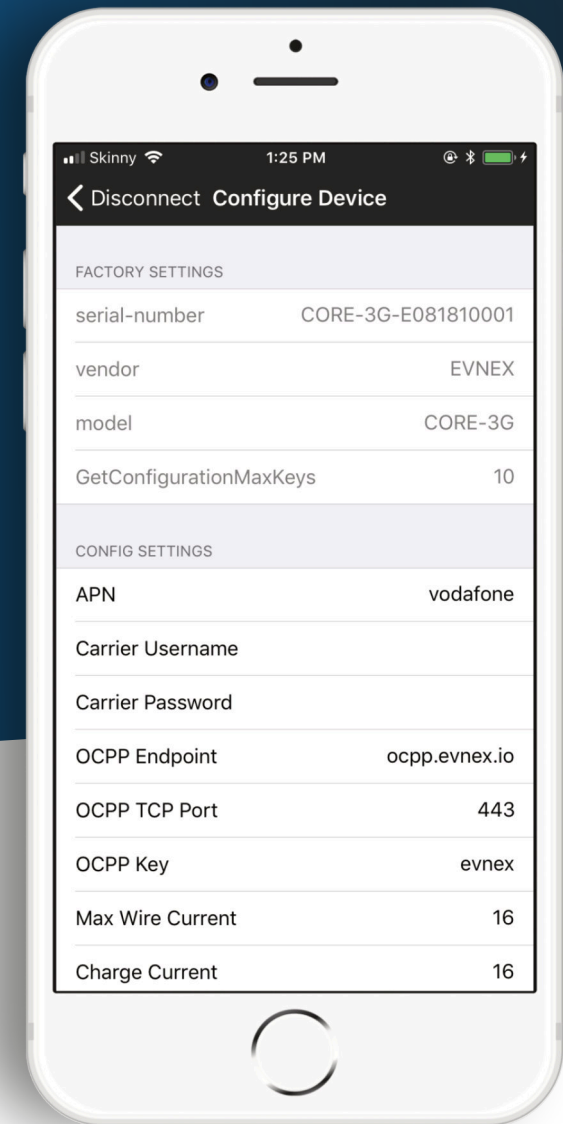 Skinny 1:25 PM
Disconnect Configure Device
FACTORY SETTINGS
serial-number CORE-3G-E081810001
vendor EVNEX
model CORE-3G
GetConfigurationMaxKeys 10
CONFIG SETTINGS
APN vodafone
Carrier Username
Carrier Password
OCPP Endpoint ocpp.evnex.io
OCPP TCP Port 443
OCPP Key evnex
Max Wire Current 16
Charge Current 16